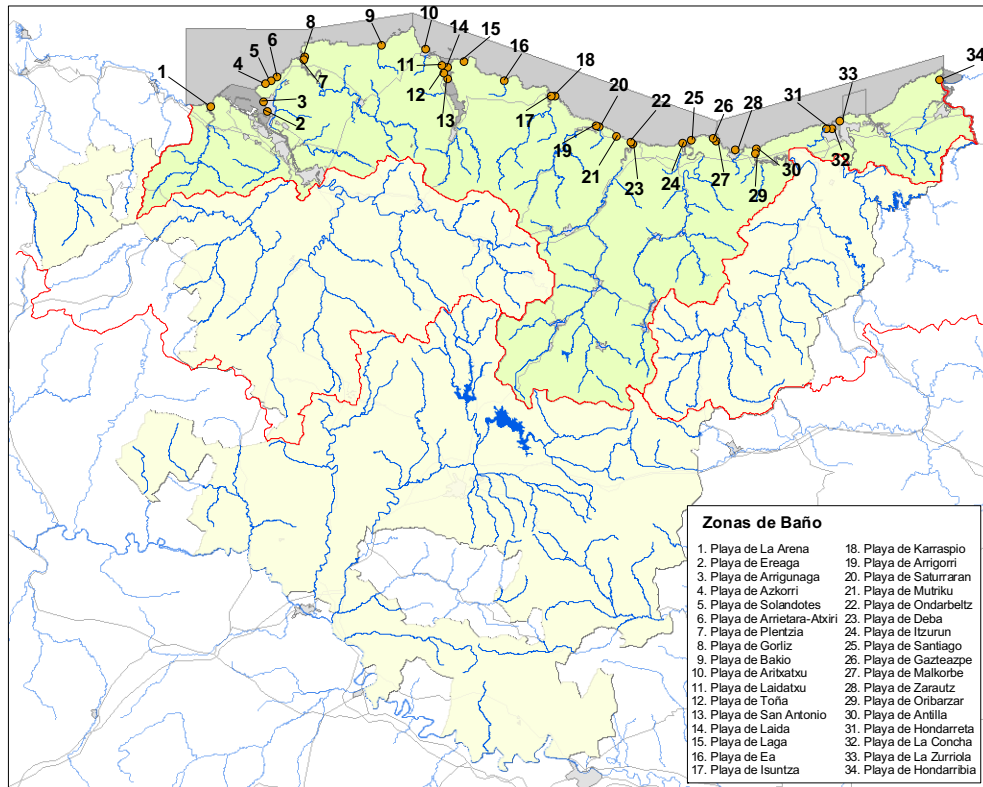 8
9
10
14
15
7
6
5
4
11
16
18
34
1
12
3
13
17
33
2
20
22
25
26
28
31
19
21
32
23
24
27
30
29
Zonas de Baño
1. Playa de La Arena
2. Playa de Ereaga
3. Playa de Arrigunaga
4. Playa de Azkorri
5. Playa de Solandotes
6. Playa de Arrietara-Atxiri
7. Playa de Plentzia
8. Playa de Gorliz
9. Playa de Bakio
10. Playa de Aritxatxu
11. Playa de Laidatxu
12. Playa de Toña
13. Playa de San Antonio
14. Playa de Laida
15. Playa de Laga
16. Playa de Ea
17. Playa de Isuntza
18. Playa de Karraspio
19. Playa de Arrigorri
20. Playa de Saturraran
21. Playa de Mutriku
22. Playa de Ondarbeltz
23. Playa de Deba
24. Playa de Itzurun
25. Playa de Santiago
26. Playa de Gazteazpe
27. Playa de Malkorbe
28. Playa de Zarautz
29. Playa de Oribarzar
30. Playa de Antilla
31. Playa de Hondarreta
32. Playa de La Concha
33. Playa de La Zurriola
34. Playa de Hondarribia